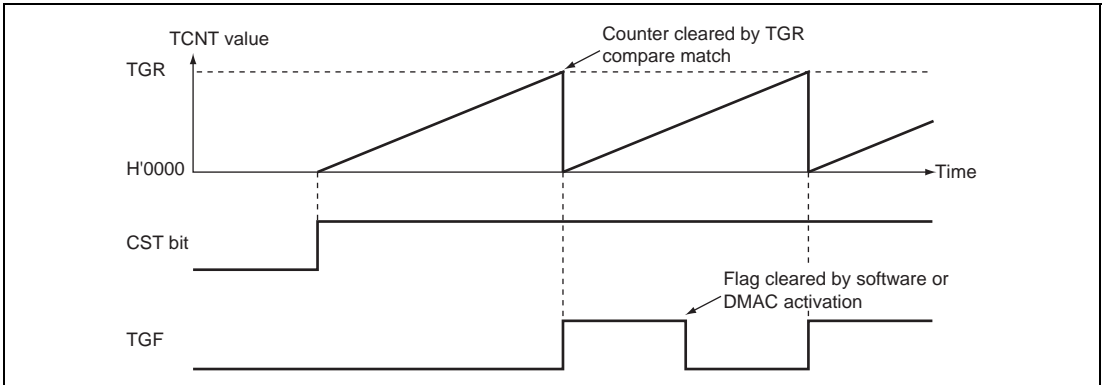 TCNT value
Counter cleared by TGR
compare match
TGR
H'0000
Time
CST bit
Flag cleared by software or
DMAC activation
TGF